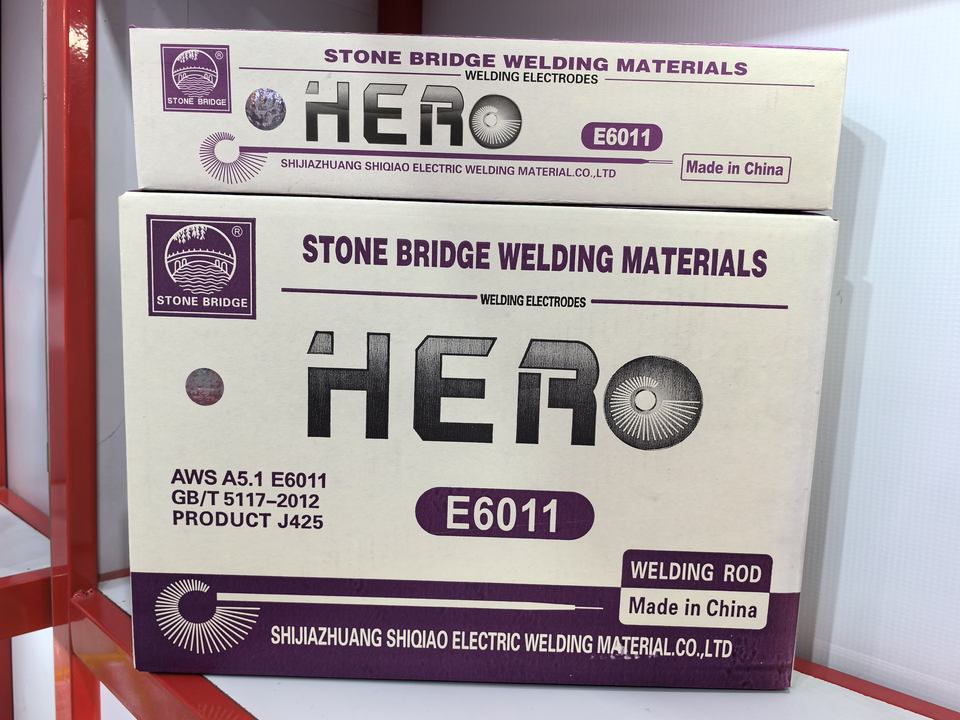 STONE BRIDGE WELDING MATERIALS
WELDING ELECTRODES
®
STONE BRIDGE
HERO
E6011
SHIJIAZHUANG SHIQIAO ELECTRIC WELDING MATERIAL.CO.,LTD
Made in China
®
STONE BRIDGE
STONE BRIDGE WELDING MATERIALS
WELDING ELECTRODES
HERO
AWS A5.1 E6011
GB/T 5117–2012
PRODUCT J425
E6011
WELDING ROD
Made in China
SHIJIAZHUANG SHIQIAO ELECTRIC WELDING MATERIAL.CO.,LTD